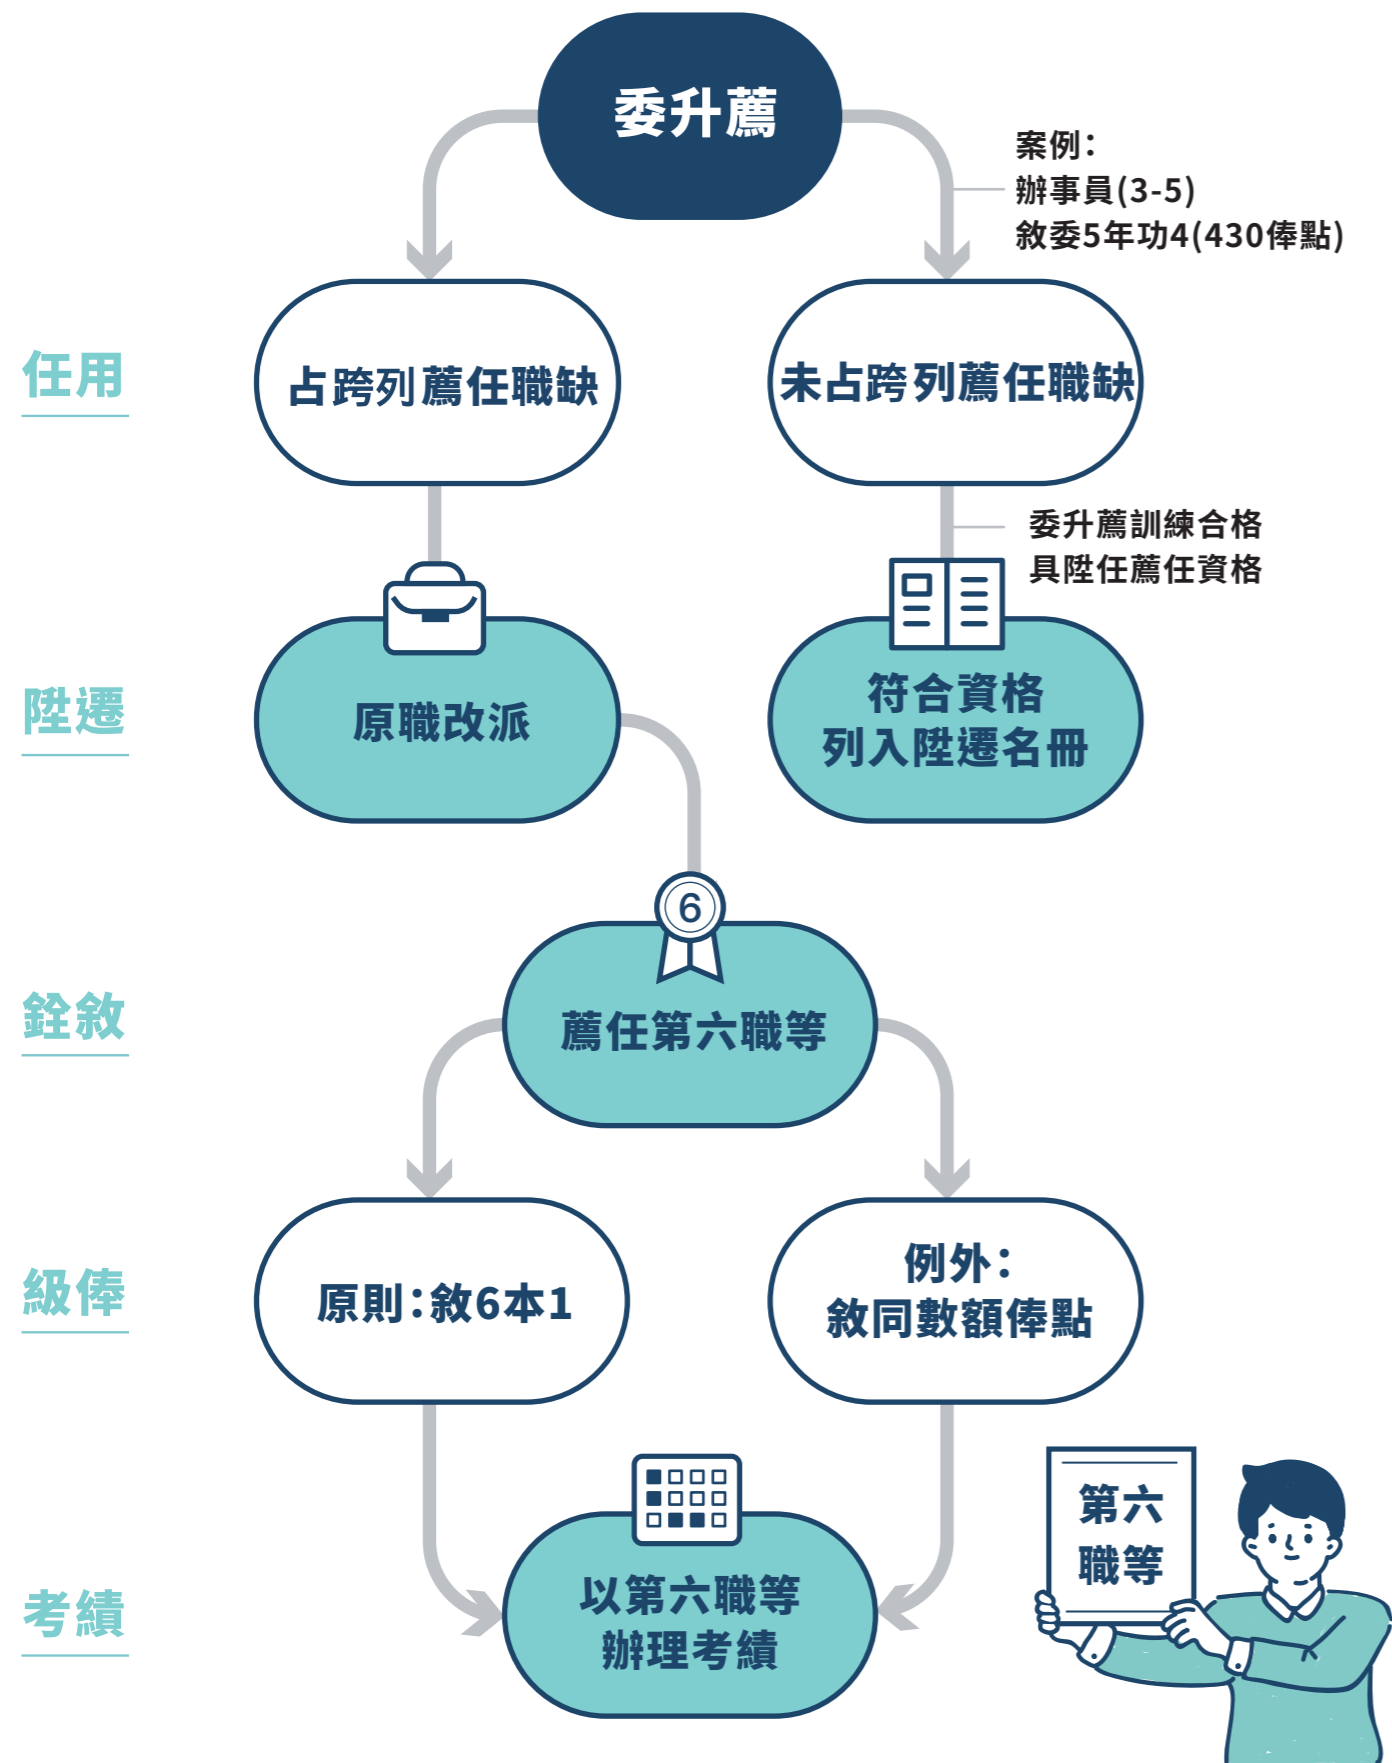 委升薦
案例：
辦事員(3-5)
敘委5年功4(430俸點)
任用
占跨列薦任職缺
未占跨列薦任職缺
委升薦訓練合格
具陞任薦任資格
陞遷
原職改派
符合資格
列入陞遷名冊
6
銓敘
薦任第六職等
級俸
原則：敘6本1
例外：
敘同數額俸點
考績
以第六職等
辦理考績
第六
職等